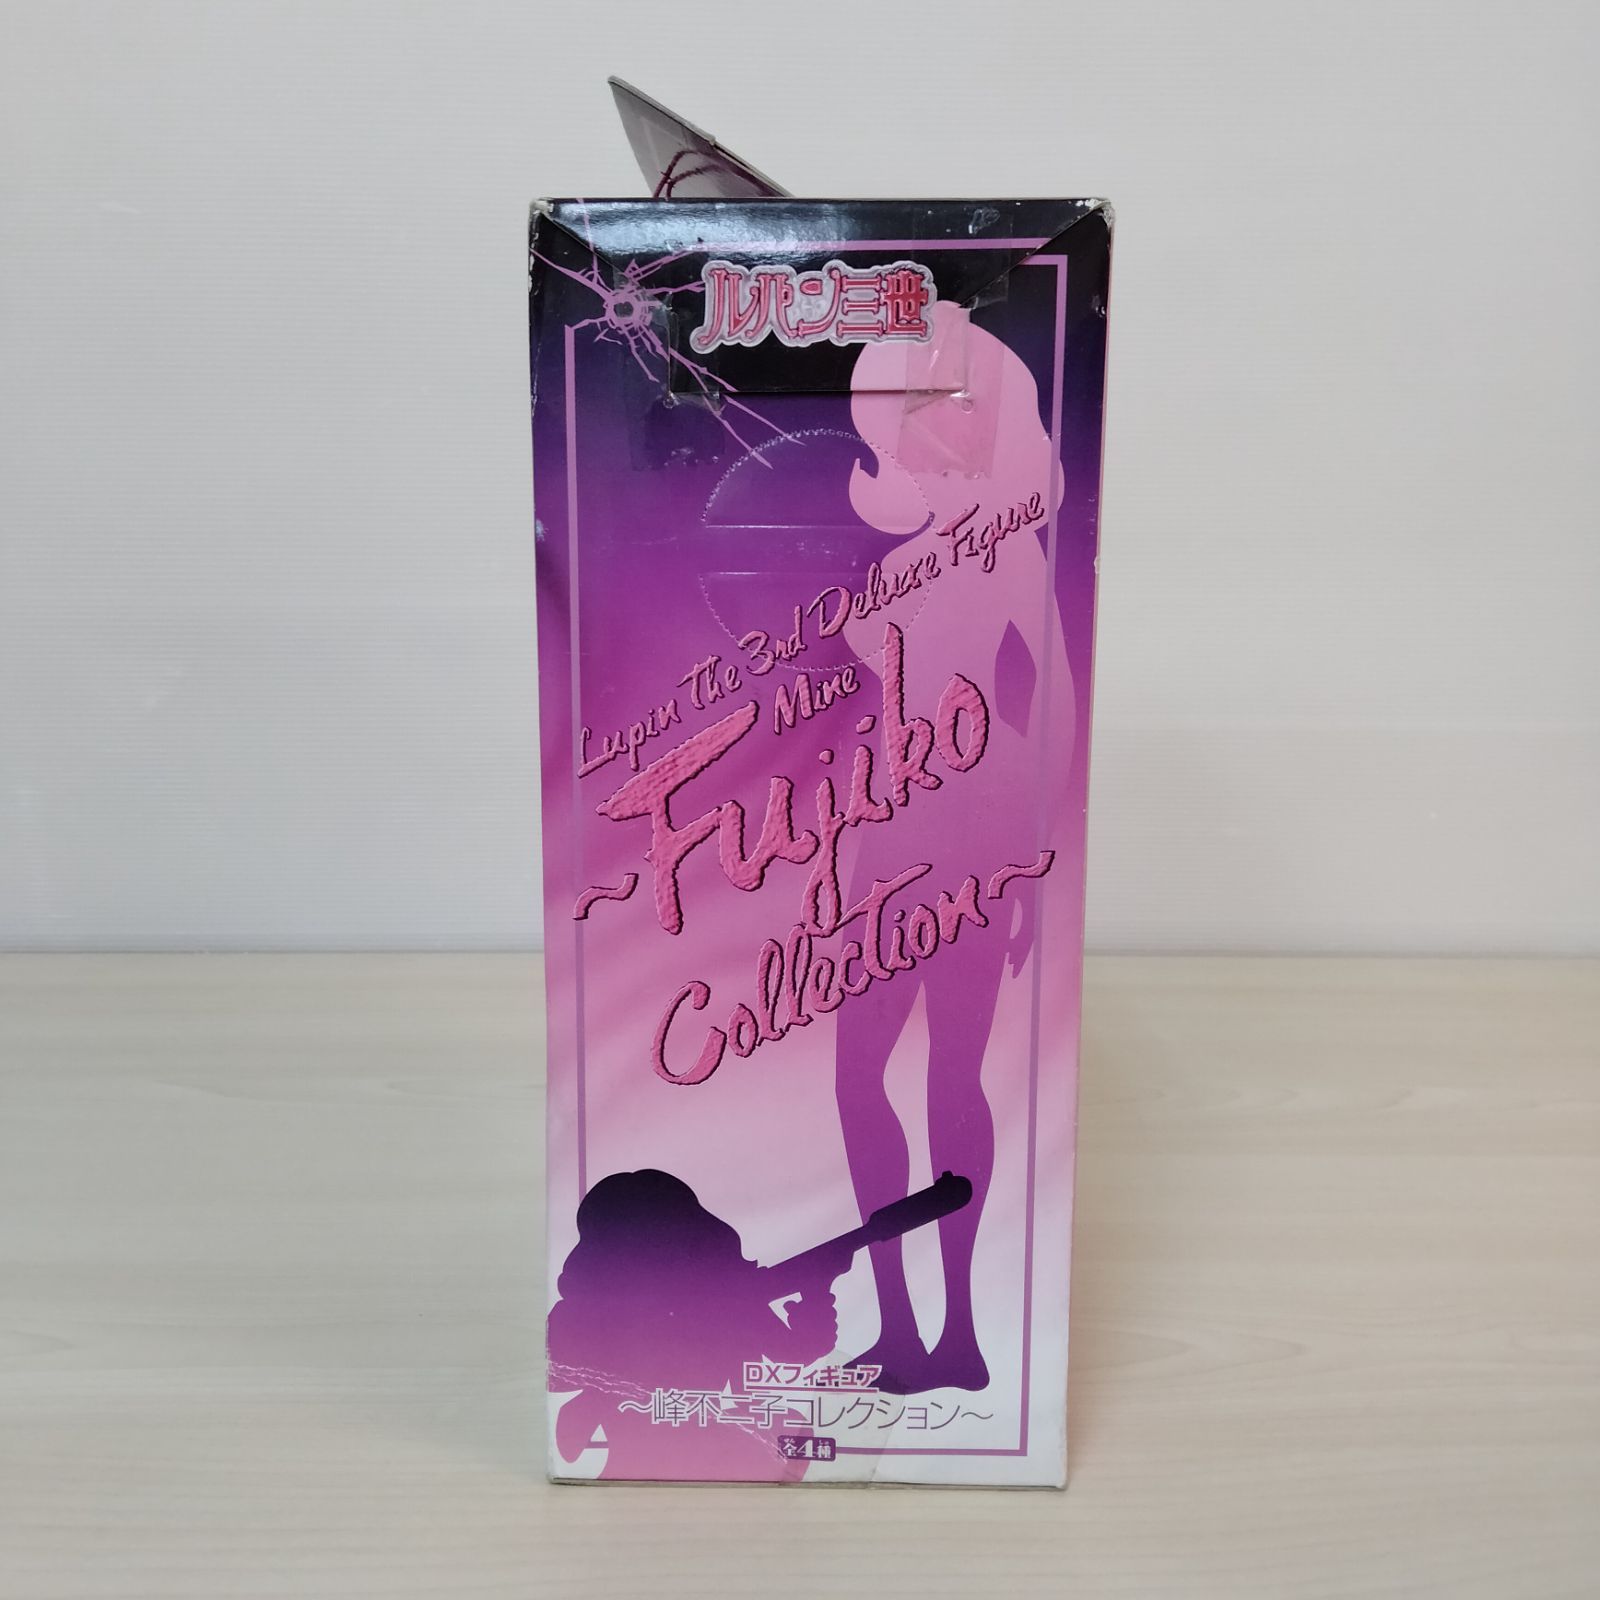 ルパン三世
Lupin The 3rd Deluxe Figure
Mine
~Fujiko
Collection~
DXフィギュア
~峰不二子コレクション~
全4種